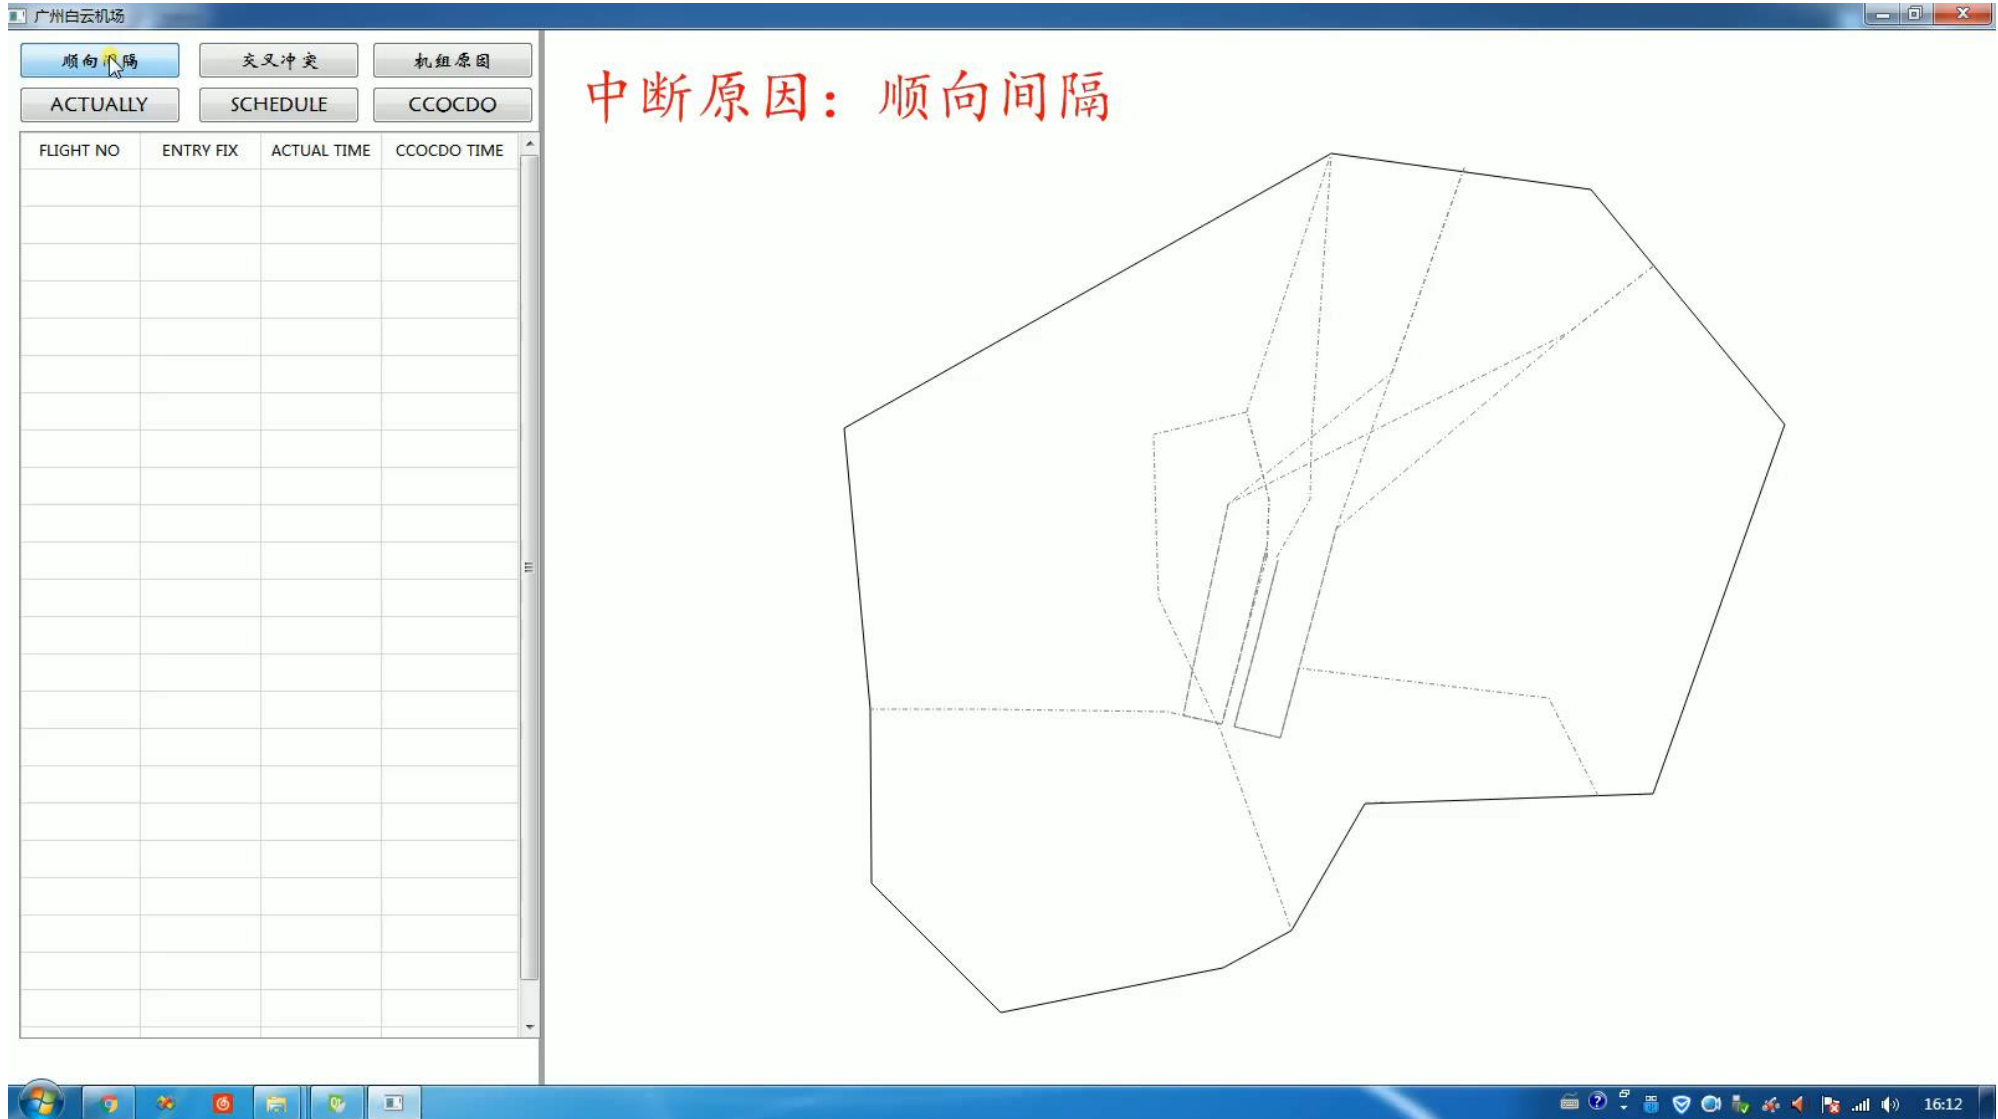 广州白云机场
顺向间隔 交叉冲突 机组原因
ACTUALLY SCHEDULE CCOCDO
中断原因：顺向间隔
FLIGHT NO ENTRY FIX ACTUAL TIME CCOCDO TIME
16:12